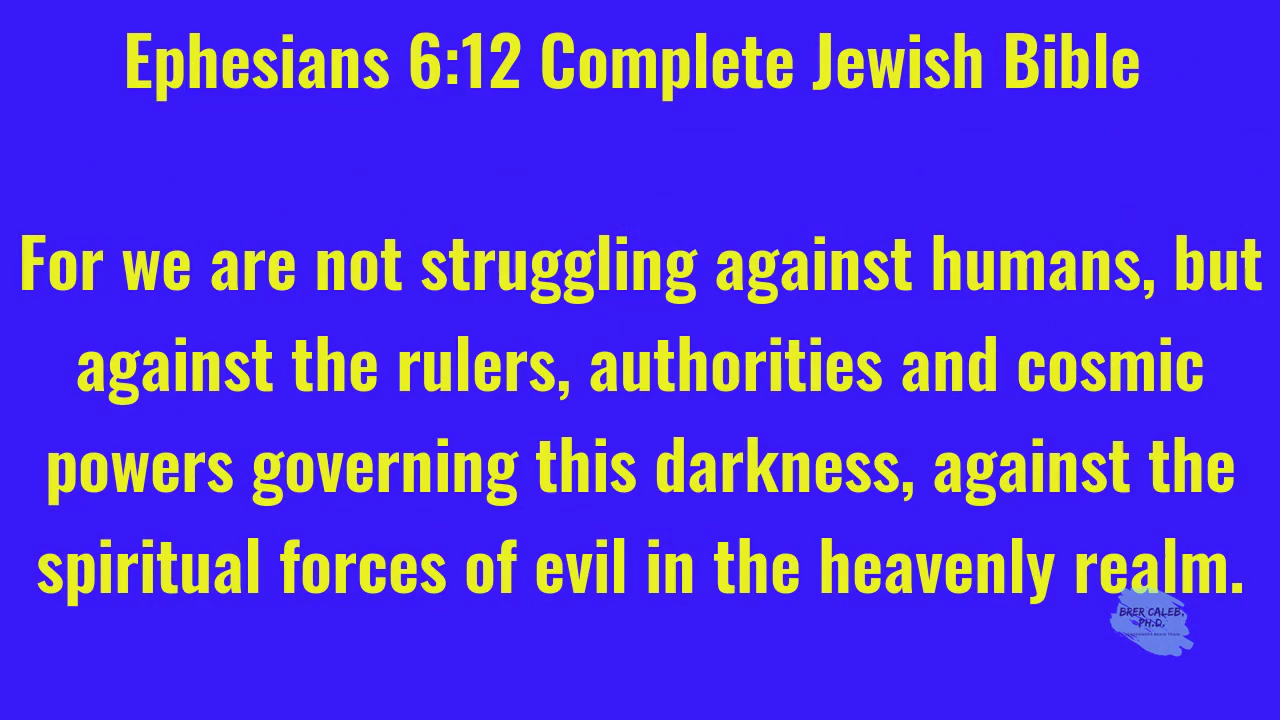 Ephesians 6:12 Complete Jewish Bible
For we are not struggling against humans, but
against the rulers, authorities and cosmic
powers governing this darkness, against the
spiritual forces of evil in the heavenly realm.
BRER CALEB,
PH.D.